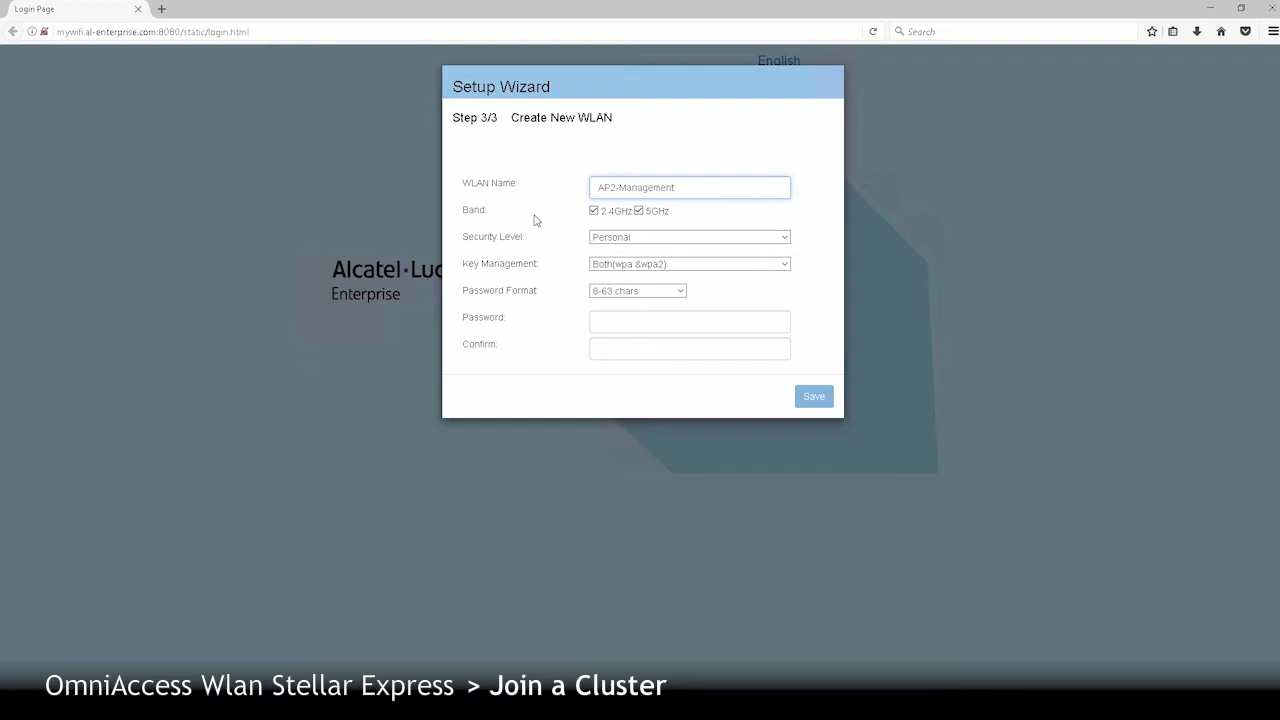 Login Page
mywifi.al-enterprise.com:8080/static/login.html
Search
English
Setup Wizard
Step 3/3 Create New WLAN
WLAN Name: AP2-Management
Band: 2.4GHz 5GHz
Security Level: Personal
Key Management: Both(wpa &wpa2)
Password Format: 8-63 chars
Password:
Confirm:
Save
Alcatel·Luc
Enterprise
OmniAccess Wlan Stellar Express > Join a Cluster